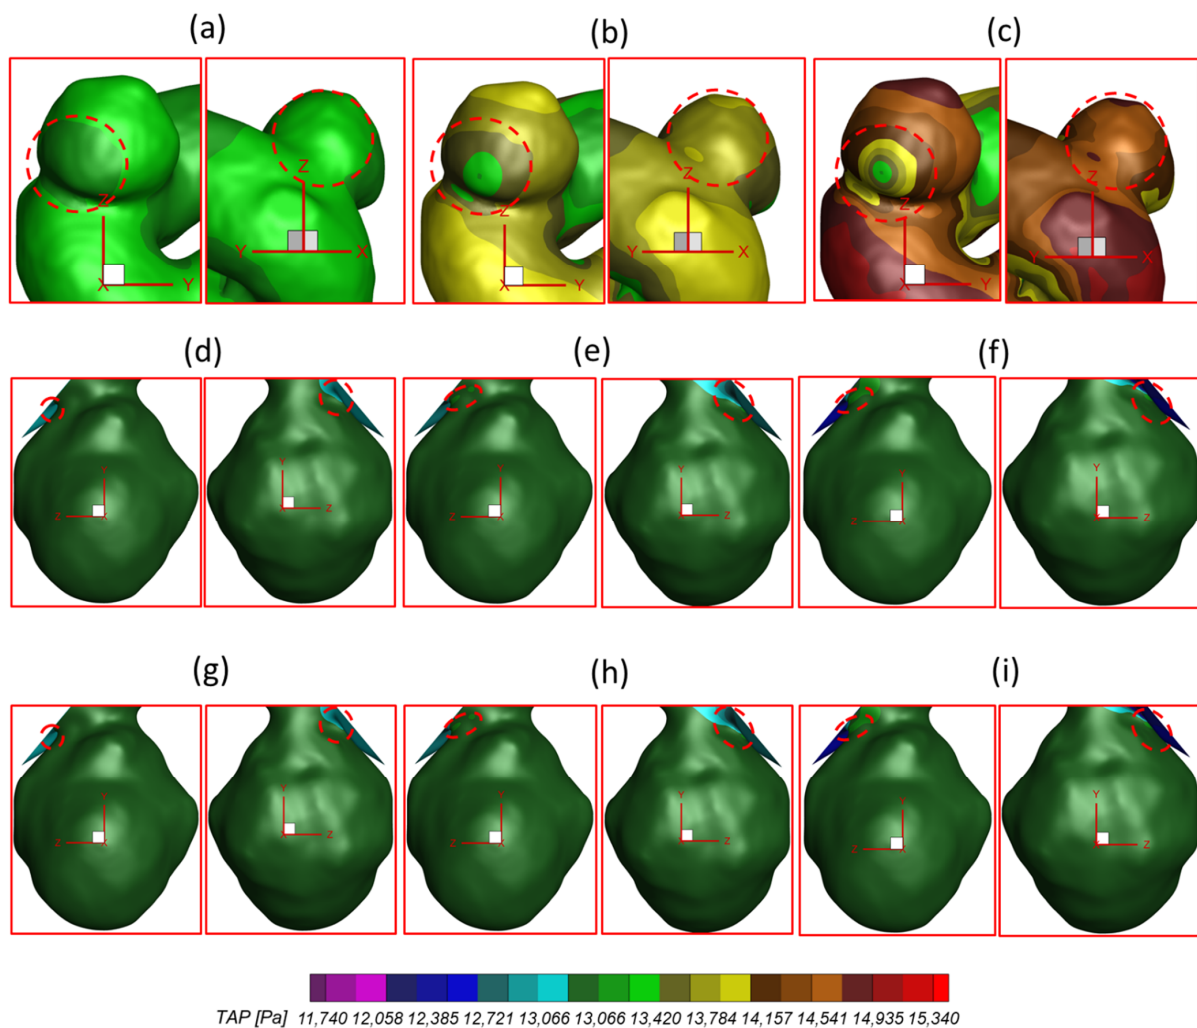 (a) (b) (c)
Z Z Z Z Z Z
X Y Y X X Y Y X X Y Y X
(d) (e) (f)
Y Y Y Y Y Y
Z X X Z Z X X Z Z X X Z
(g) (h) (i)
Y Y Y Y Y Y
Z X X Z Z X X Z Z X X Z
TAP [Pa] 11,740 12,058 12,385 12,721 13,066 13,066 13,420 13,784 14,157 14,541 14,935 15,340